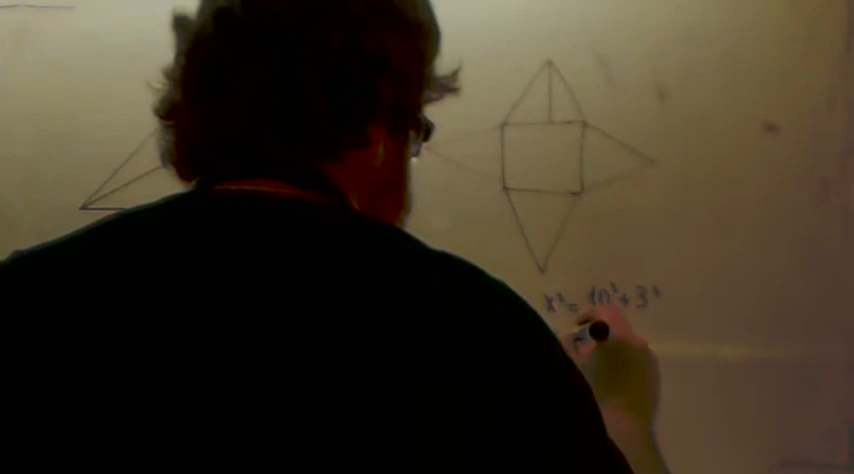 x² = 10² + 3²